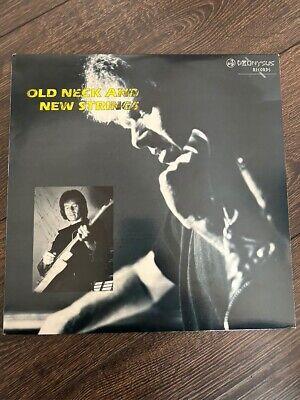 DIONYSUS
RECORDS
OLD NECK AND
NEW STRINGS